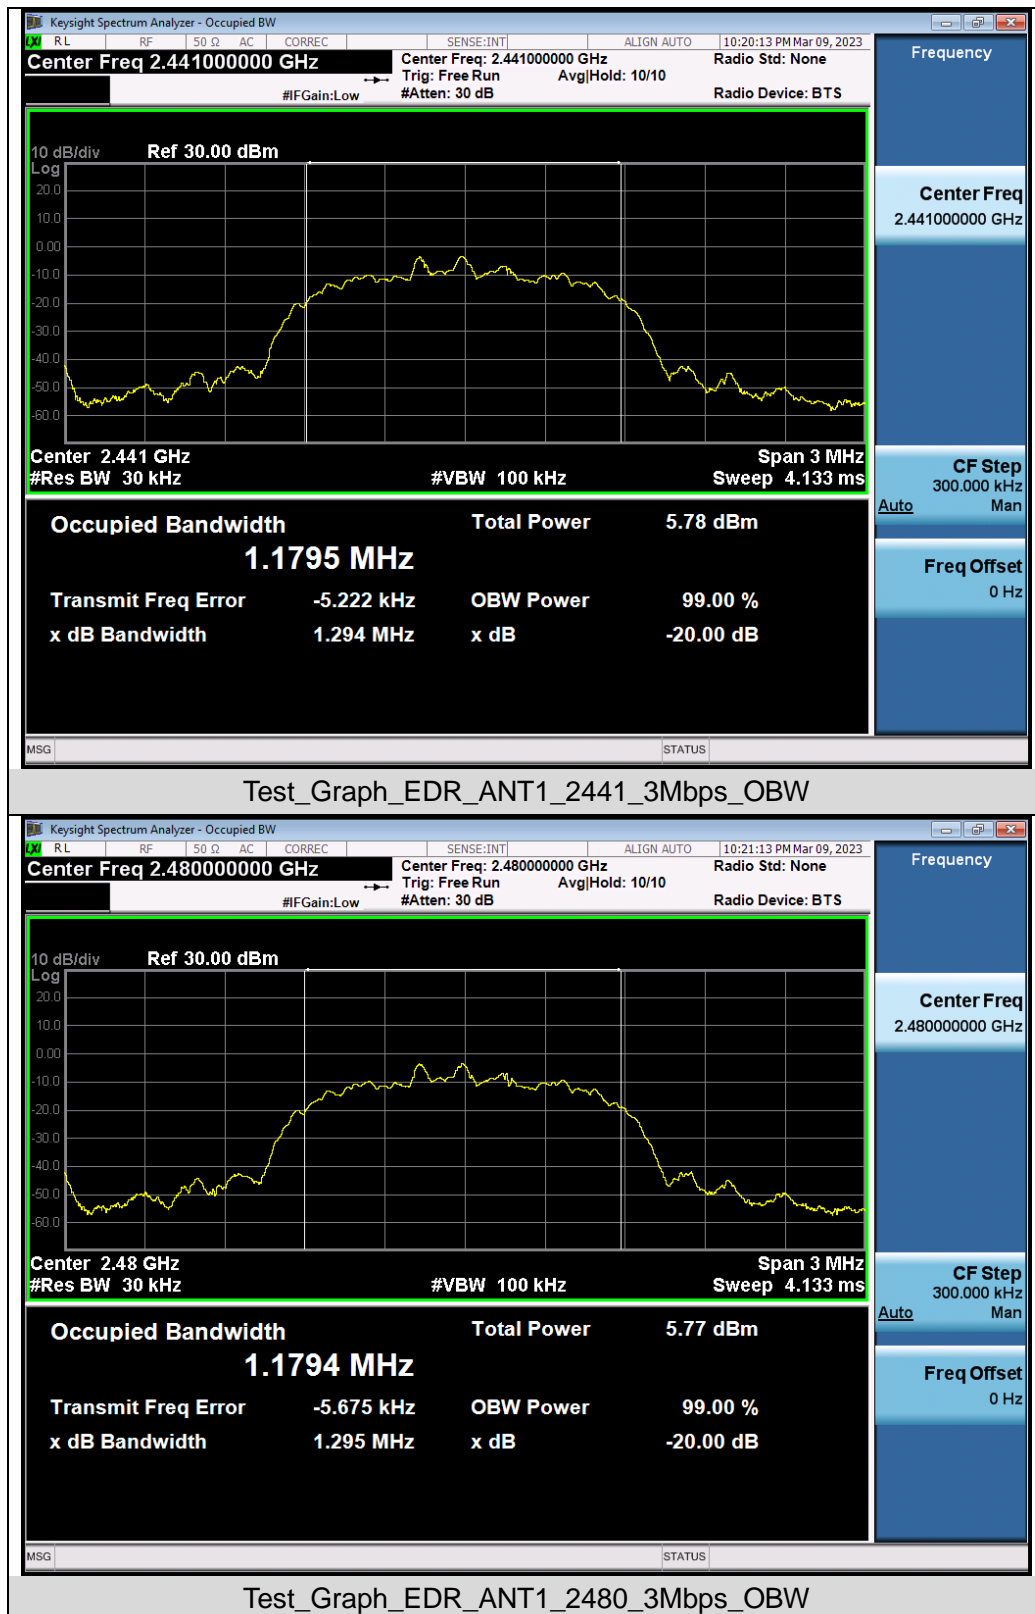 Keysight Spectrum Analyzer - Occupied BW
LXI RL RF 50 Ω AC CORREC SENSE:INT ALIGN AUTO 10:20:13 PM Mar 09, 2023
Center Freq 2.441000000 GHz
Center Freq: 2.441000000 GHz Radio Std: None
Trig: Free Run Avg|Hold: 10/10
#IFGain:Low #Atten: 30 dB Radio Device: BTS
Frequency
10 dB/div Ref 30.00 dBm
Log
20.0
10.0
0.00
-10.0
-20.0
-30.0
-40.0
-50.0
-60.0
Center Freq
2.441000000 GHz
Center 2.441 GHz Span 3 MHz
#Res BW 30 kHz #VBW 100 kHz Sweep 4.133 ms
CF Step
300.000 kHz
Auto Man
Occupied Bandwidth Total Power 5.78 dBm
1.1795 MHz
Transmit Freq Error -5.222 kHz OBW Power 99.00 %
x dB Bandwidth 1.294 MHz x dB -20.00 dB
Freq Offset
0 Hz
MSG STATUS
Test_Graph_EDR_ANT1_2441_3Mbps_OBW
Keysight Spectrum Analyzer - Occupied BW
LXI RL RF 50 Ω AC CORREC SENSE:INT ALIGN AUTO 10:21:13 PM Mar 09, 2023
Center Freq 2.480000000 GHz
Center Freq: 2.480000000 GHz Radio Std: None
Trig: Free Run Avg|Hold: 10/10
#IFGain:Low #Atten: 30 dB Radio Device: BTS
Frequency
10 dB/div Ref 30.00 dBm
Log
20.0
10.0
0.00
-10.0
-20.0
-30.0
-40.0
-50.0
-60.0
Center Freq
2.480000000 GHz
Center 2.48 GHz Span 3 MHz
#Res BW 30 kHz #VBW 100 kHz Sweep 4.133 ms
CF Step
300.000 kHz
Auto Man
Occupied Bandwidth Total Power 5.77 dBm
1.1794 MHz
Transmit Freq Error -5.675 kHz OBW Power 99.00 %
x dB Bandwidth 1.295 MHz x dB -20.00 dB
Freq Offset
0 Hz
MSG STATUS
Test_Graph_EDR_ANT1_2480_3Mbps_OBW